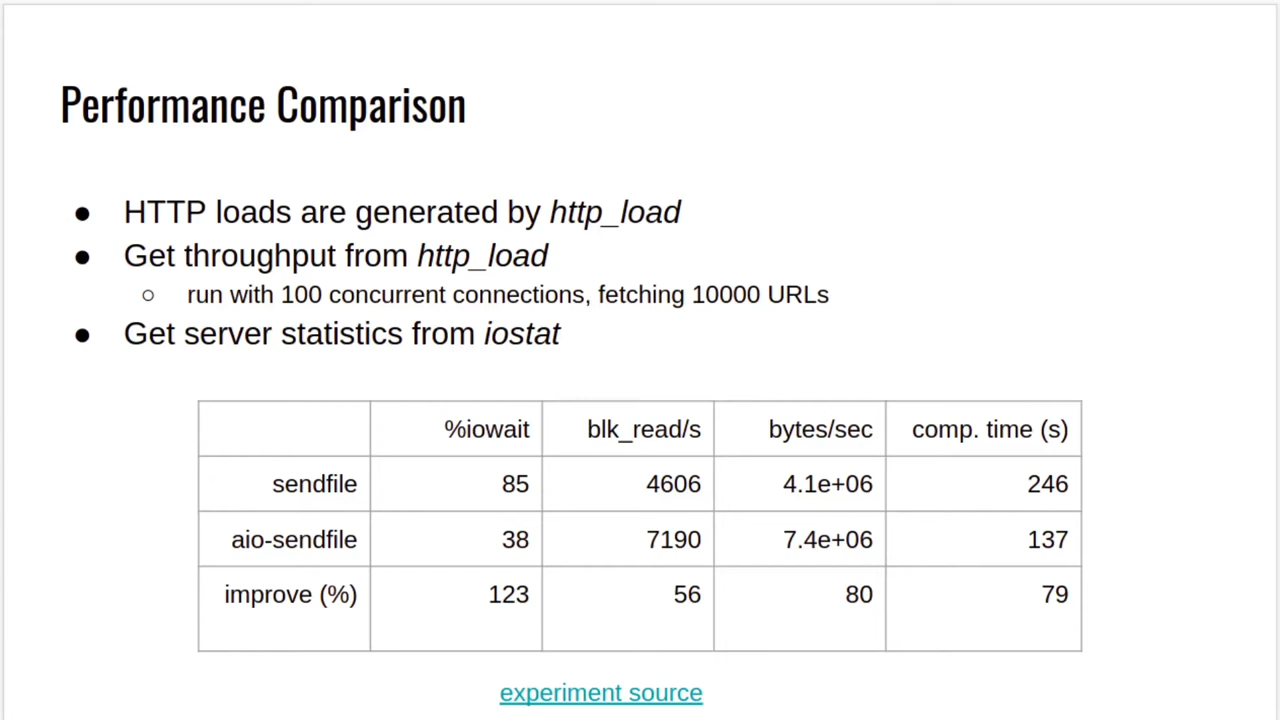 Performance Comparison
● HTTP loads are generated by http_load
● Get throughput from http_load
○ run with 100 concurrent connections, fetching 10000 URLs
● Get server statistics from iostat
%iowait blk_read/s bytes/sec comp. time (s)
sendfile 85 4606 4.1e+06 246
aio-sendfile 38 7190 7.4e+06 137
improve (%) 123 56 80 79
experiment source